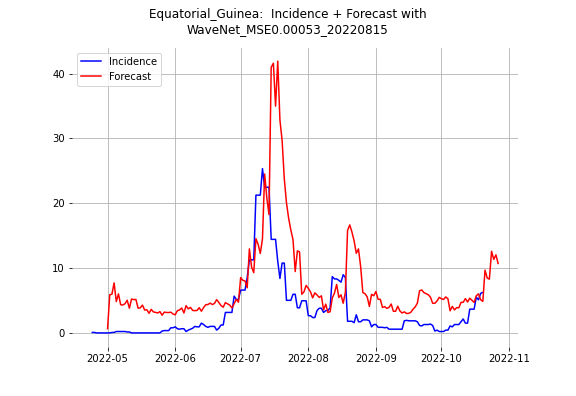 Equatorial_Guinea:  Incidence + Forecast with
WaveNet_MSE0.00053_20220815
Incidence
Forecast
40
30
20
10
0
2022-05 2022-06 2022-07 2022-08 2022-09 2022-10 2022-11